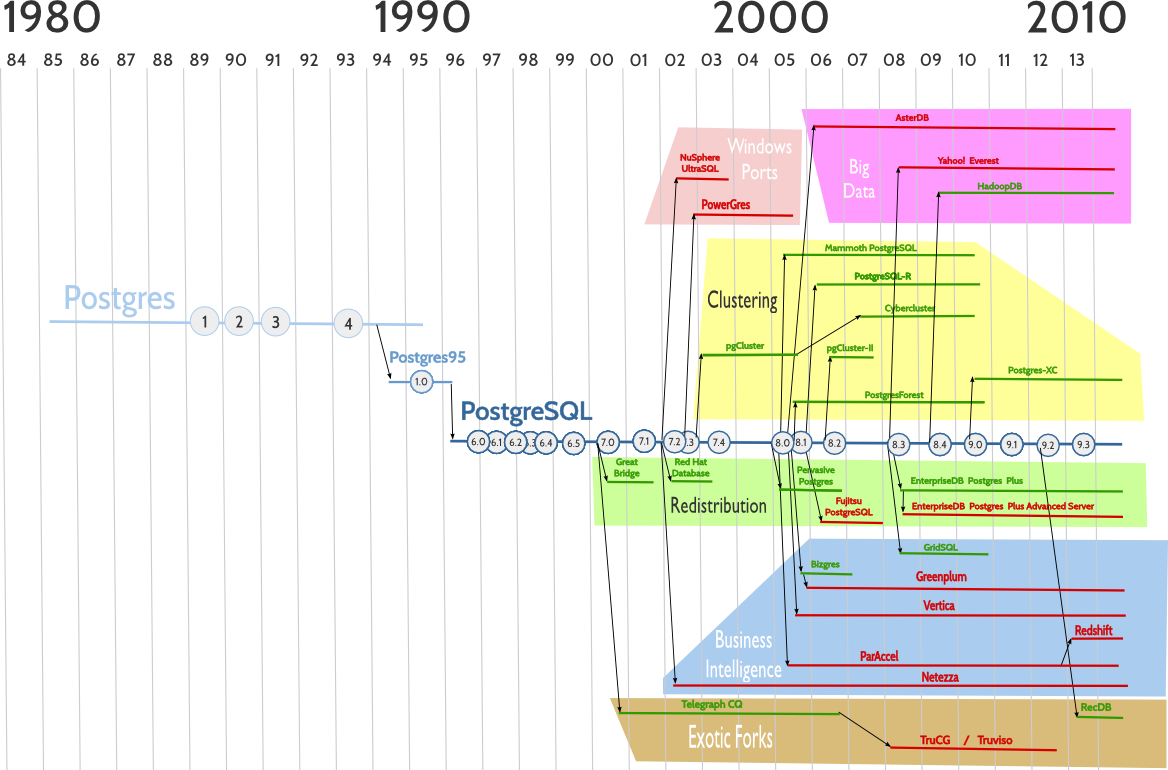 1980 1990 2000 2010
84 85 86 87 88 89 90 91 92 93 94 95 96 97 98 99 00 01 02 03 04 05 06 07 08 09 10 11 12 13
AsterDB
Windows
Ports
NuSphere
UltraSQL
Big
Data
Yahoo! Everest
HadoopDB
PowerGres
Mammoth PostgreSQL
PostgreSQL-R
Clustering
Cybercluster
pgCluster
pgCluster-II
Postgres-XC
PostgresForest
Postgres
1 2 3 4
Postgres95
1.0
PostgreSQL
6.0 6.1 6.2 .3 6.4 6.5 7.0 7.1 7.2 .3 7.4 8.0 8.1 8.2 8.3 8.4 9.0 9.1 9.2 9.3
Great
Bridge
Red Hat
Database
Pervasive
Postgres
EnterpriseDB Postgres Plus
Redistribution
Fujitsu
PostgreSQL
EnterpriseDB Postgres Plus Advanced Server
GridSQL
Bizgres
Greenplum
Vertica
Business
Intelligence
Redshift
ParAccel
Netezza
Telegraph CQ
RecDB
Exotic Forks
TruCG / Truviso